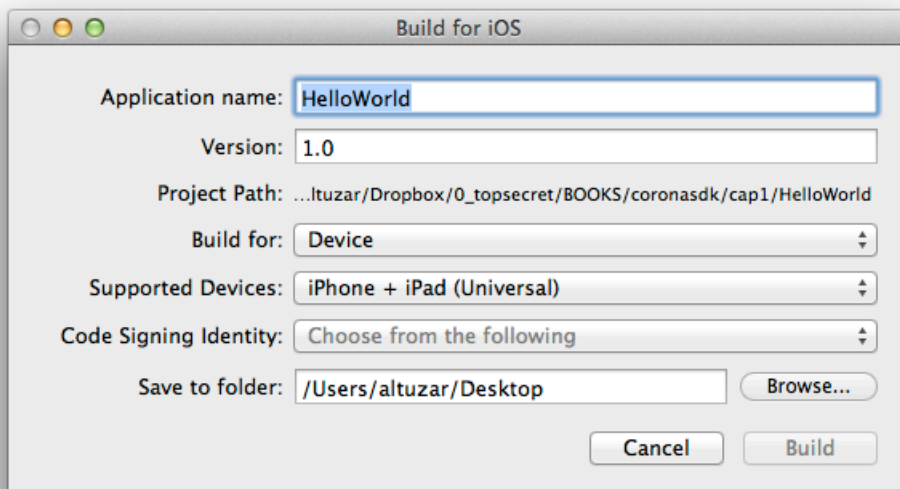 Build for iOS
Application name: HelloWorld
Version: 1.0
Project Path: ...ltuzar/Dropbox/0_topsecret/BOOKS/coronasdk/cap1/HelloWorld
Build for: Device
Supported Devices: iPhone + iPad (Universal)
Code Signing Identity: Choose from the following
Save to folder: /Users/altuzar/Desktop Browse...
Cancel Build